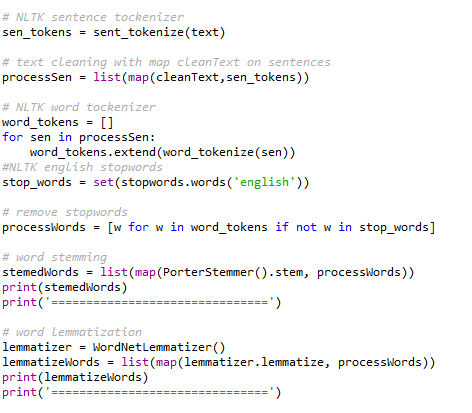 # NLTK sentence tockenizer
sen_tokens = sent_tokenize(text)
# text cleaning with map cleanText on sentences
processSen = list(map(cleanText,sen_tokens))
# NLTK word tockenizer
word_tokens = []
for sen in processSen:
    word_tokens.extend(word_tokenize(sen))
#NLTK english stopwords
stop_words = set(stopwords.words('english'))
# remove stopwords
processWords = [w for w in word_tokens if not w in stop_words]
# word stemming
stemedWords = list(map(PorterStemmer().stem, processWords))
print(stemedWords)
print('===============================')
# word lemmatization
lemmatizer = WordNetLemmatizer()
lemmatizeWords = list(map(lemmatizer.lemmatize, processWords))
print(lemmatizeWords)
print('===============================')